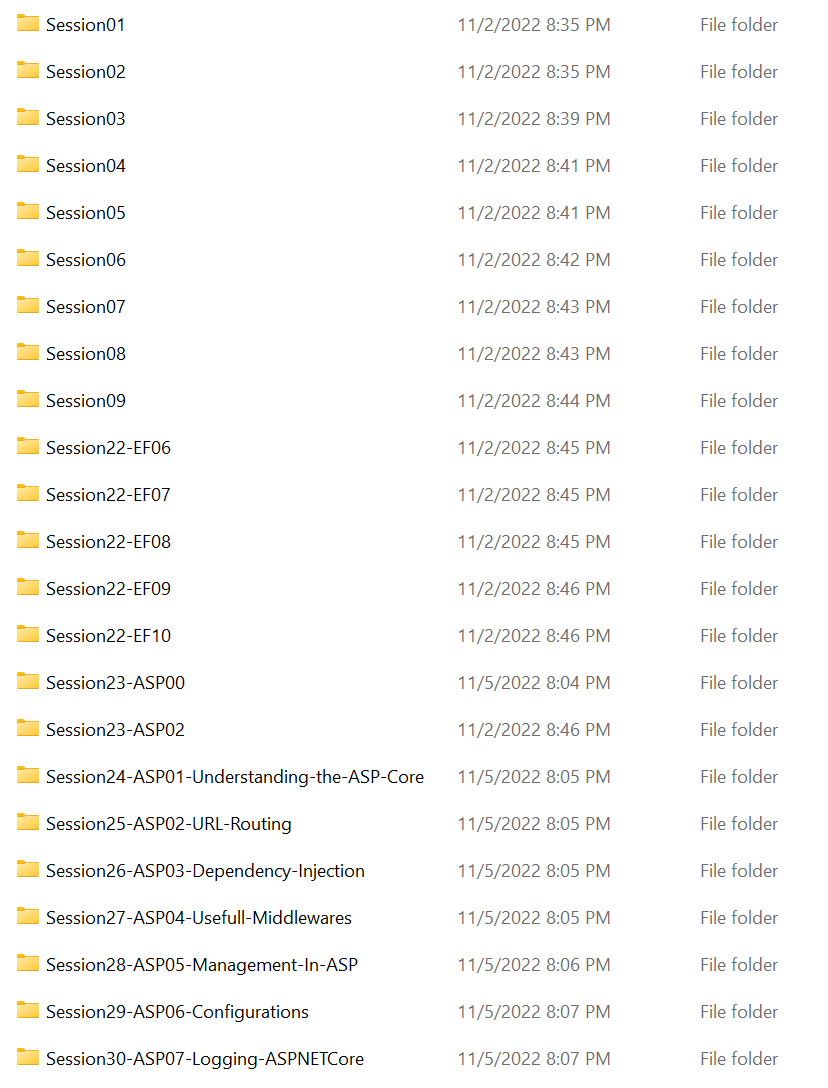 Session01 11/2/2022 8:35 PM File folder
Session02 11/2/2022 8:35 PM File folder
Session03 11/2/2022 8:39 PM File folder
Session04 11/2/2022 8:41 PM File folder
Session05 11/2/2022 8:41 PM File folder
Session06 11/2/2022 8:42 PM File folder
Session07 11/2/2022 8:43 PM File folder
Session08 11/2/2022 8:43 PM File folder
Session09 11/2/2022 8:44 PM File folder
Session22-EF06 11/2/2022 8:45 PM File folder
Session22-EF07 11/2/2022 8:45 PM File folder
Session22-EF08 11/2/2022 8:45 PM File folder
Session22-EF09 11/2/2022 8:46 PM File folder
Session22-EF10 11/2/2022 8:46 PM File folder
Session23-ASP00 11/5/2022 8:04 PM File folder
Session23-ASP02 11/2/2022 8:46 PM File folder
Session24-ASP01-Understanding-the-ASP-Core 11/5/2022 8:05 PM File folder
Session25-ASP02-URL-Routing 11/5/2022 8:05 PM File folder
Session26-ASP03-Dependency-Injection 11/5/2022 8:05 PM File folder
Session27-ASP04-Usefull-Middlewares 11/5/2022 8:05 PM File folder
Session28-ASP05-Management-In-ASP 11/5/2022 8:06 PM File folder
Session29-ASP06-Configurations 11/5/2022 8:07 PM File folder
Session30-ASP07-Logging-ASPNETCore 11/5/2022 8:07 PM File folder